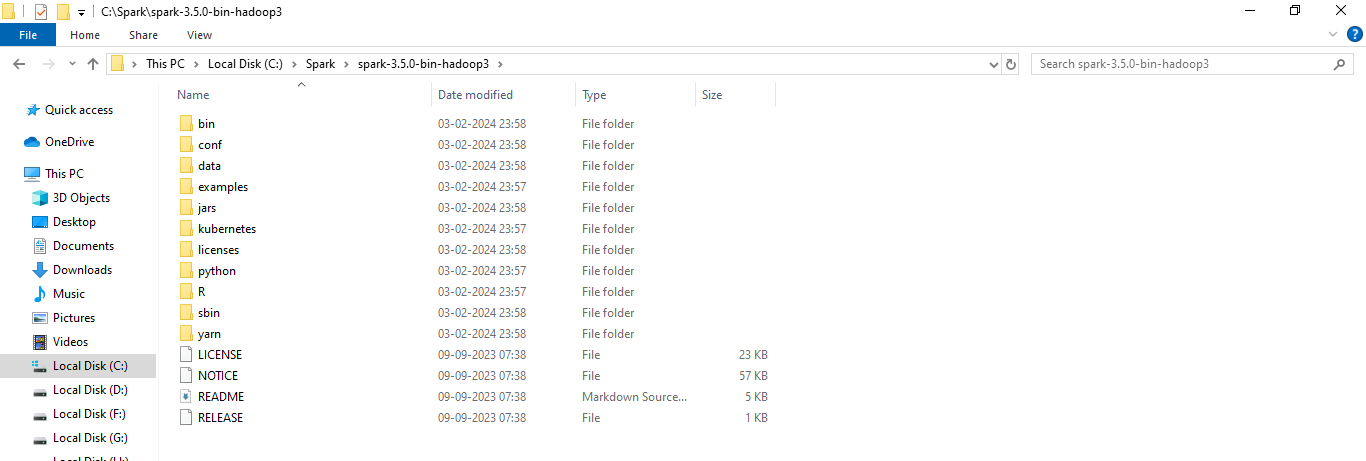 C:\Spark\spark-3.5.0-bin-hadoop3
File Home Share View
This PC Local Disk (C:) Spark spark-3.5.0-bin-hadoop3
Search spark-3.5.0-bin-hadoop3
Name Date modified Type Size
Quick access
OneDrive
This PC
3D Objects
Desktop
Documents
Downloads
Music
Pictures
Videos
Local Disk (C:)
Local Disk (D:)
Local Disk (F:)
Local Disk (G:)
bin 03-02-2024 23:58 File folder
conf 03-02-2024 23:58 File folder
data 03-02-2024 23:58 File folder
examples 03-02-2024 23:57 File folder
jars 03-02-2024 23:58 File folder
kubernetes 03-02-2024 23:57 File folder
licenses 03-02-2024 23:58 File folder
python 03-02-2024 23:57 File folder
R 03-02-2024 23:57 File folder
sbin 03-02-2024 23:58 File folder
yarn 03-02-2024 23:58 File folder
LICENSE 09-09-2023 07:38 File 23 KB
NOTICE 09-09-2023 07:38 File 57 KB
README 09-09-2023 07:38 Markdown Source... 5 KB
RELEASE 09-09-2023 07:38 File 1 KB